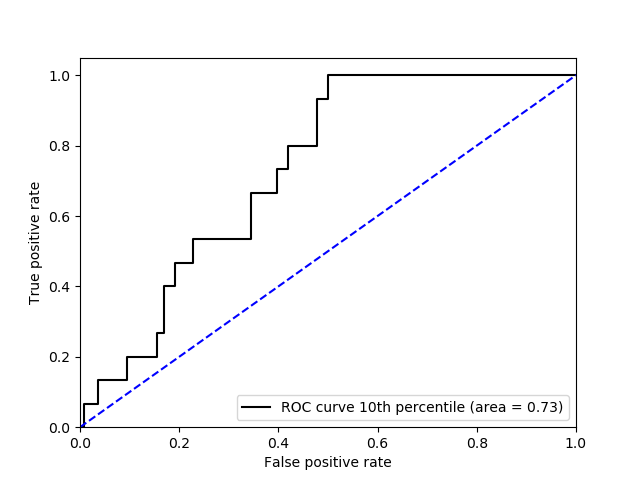 1.0
0.8
0.6
0.4
0.2
0.0
True positive rate
ROC curve 10th percentile (area = 0.73)
0.0 0.2 0.4 0.6 0.8 1.0
False positive rate